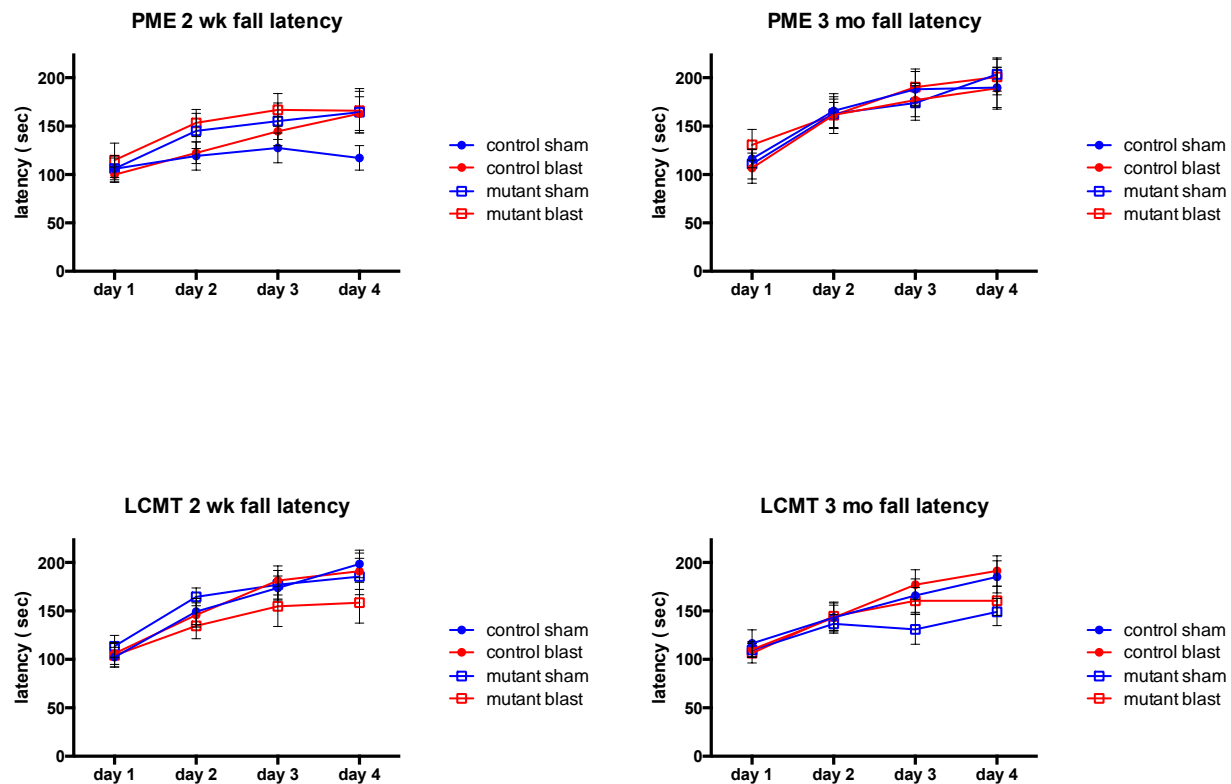 PME 2 wk fall latency
200
150
100
50
0
latency ( sec)
day 1 day 2 day 3 day 4
control sham
control blast
mutant sham
mutant blast
PME 3 mo fall latency
200
150
100
50
0
latency ( sec)
day 1 day 2 day 3 day 4
control sham
control blast
mutant sham
mutant blast
LCMT 2 wk fall latency
200
150
100
50
0
latency ( sec)
day 1 day 2 day 3 day 4
control sham
control blast
mutant sham
mutant blast
LCMT 3 mo fall latency
200
150
100
50
0
latency ( sec)
day 1 day 2 day 3 day 4
control sham
control blast
mutant sham
mutant blast